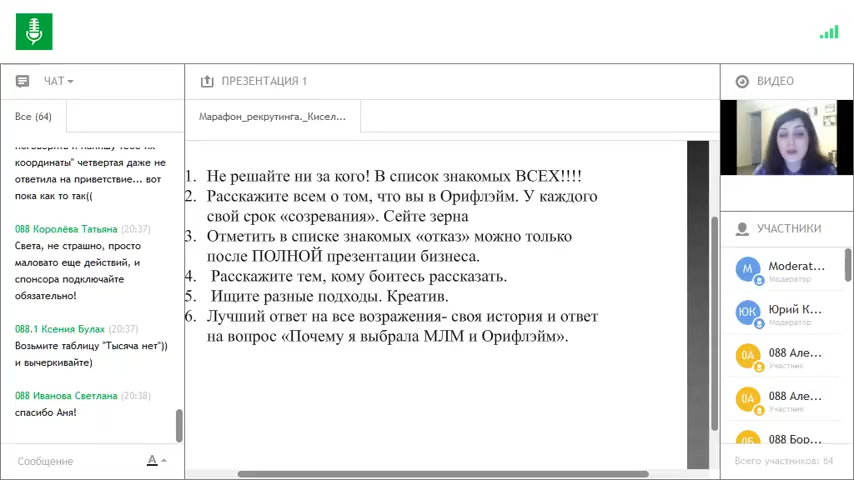 ЧАТ
ПРЕЗЕНТАЦИЯ 1
ВИДЕО
Все (64)
Марафон_рекрутинга._Кисел...
координаты" четвертая даже не
ответила на приветствие... вот
пока как то так((
088 Королёва Татьяна (20:37)
Света, не страшно, просто
маловато еще действий, и
спонсора подключайте
обязательно!
088.1 Ксения Булах (20:37)
Возьмите таблицу "Тысяча нет"))
и вычеркивайте)
088 Иванова Светлана (20:38)
спасибо Аня!
Сообщение
А
1. Не решайте ни за кого! В список знакомых ВСЕХ!!!!
2. Расскажите всем о том, что вы в Орифлэйм. У каждого
свой срок «созревания». Сейте зерна
3. Отметить в списке знакомых «отказ» можно только
после ПОЛНОЙ презентации бизнеса.
4. Расскажите тем, кому боитесь рассказать.
5. Ищите разные подходы. Креатив.
6. Лучший ответ на все возражения- своя история и ответ
на вопрос «Почему я выбрала МЛМ и Орифлэйм».
УЧАСТНИКИ
М
Moderat...
Модератор
ЮК
Юрий К...
Модератор
0А
088 Але...
Участник
0А
088 Але...
Участник
0Б
088 Бор...
Всего участников: 64